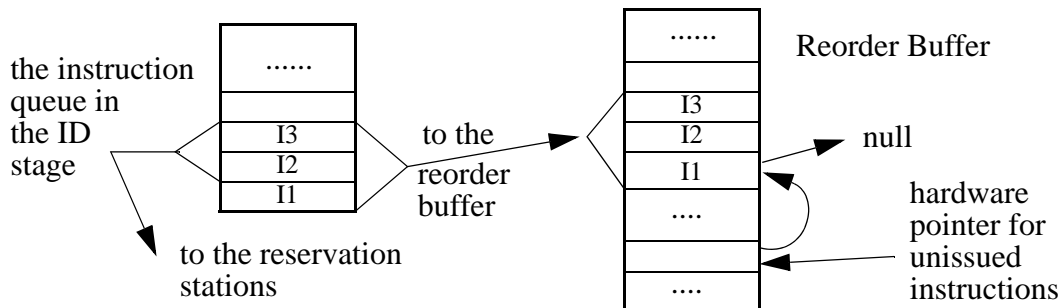 the instruction
queue in
the ID
stage
......
I3
I2
I1
to the reservation
stations
to the
reorder
buffer
......
I3
I2
I1
....
....
Reorder Buffer
null
hardware
pointer for
unissued
instructions